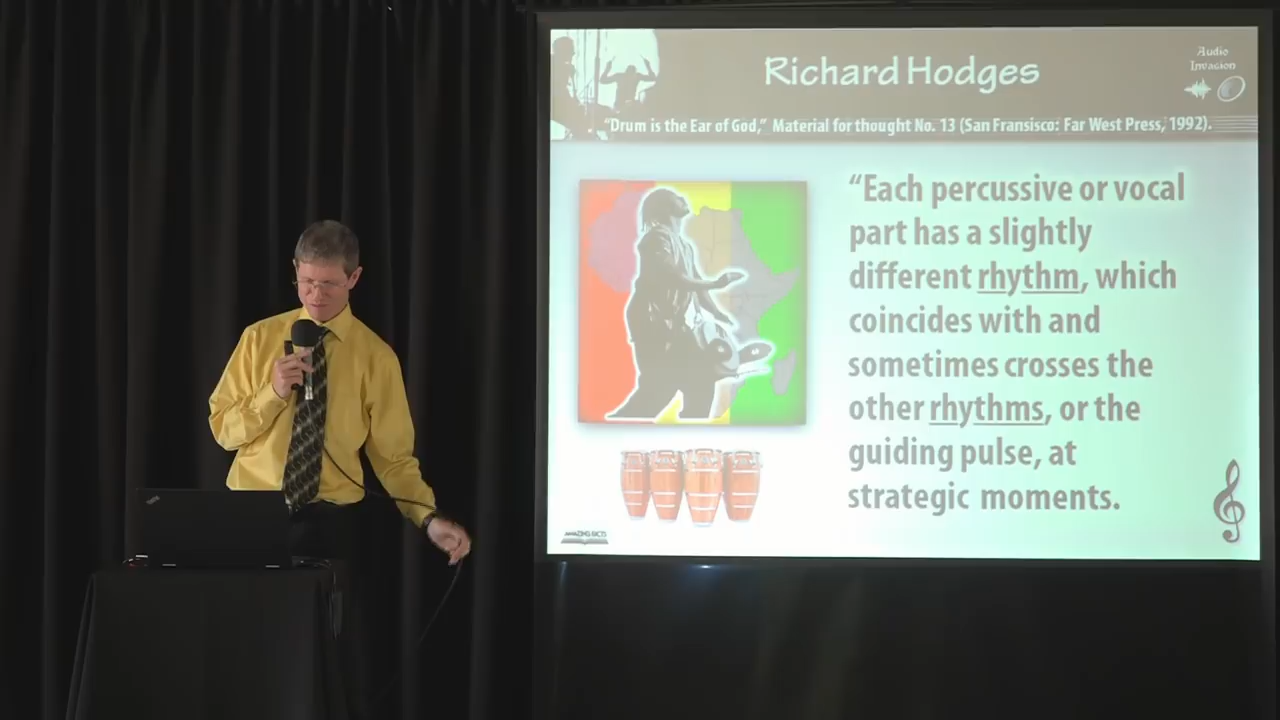 Richard Hodges
Audio
Invasion
“Drum is the Ear of God,” Material for thought No. 13 (San Fransisco: Far West Press, 1992).
“Each percussive or vocal
part has a slightly
different rhythm, which
coincides with and
sometimes crosses the
other rhythms, or the
guiding pulse, at
strategic moments.
AMAZING FACTS